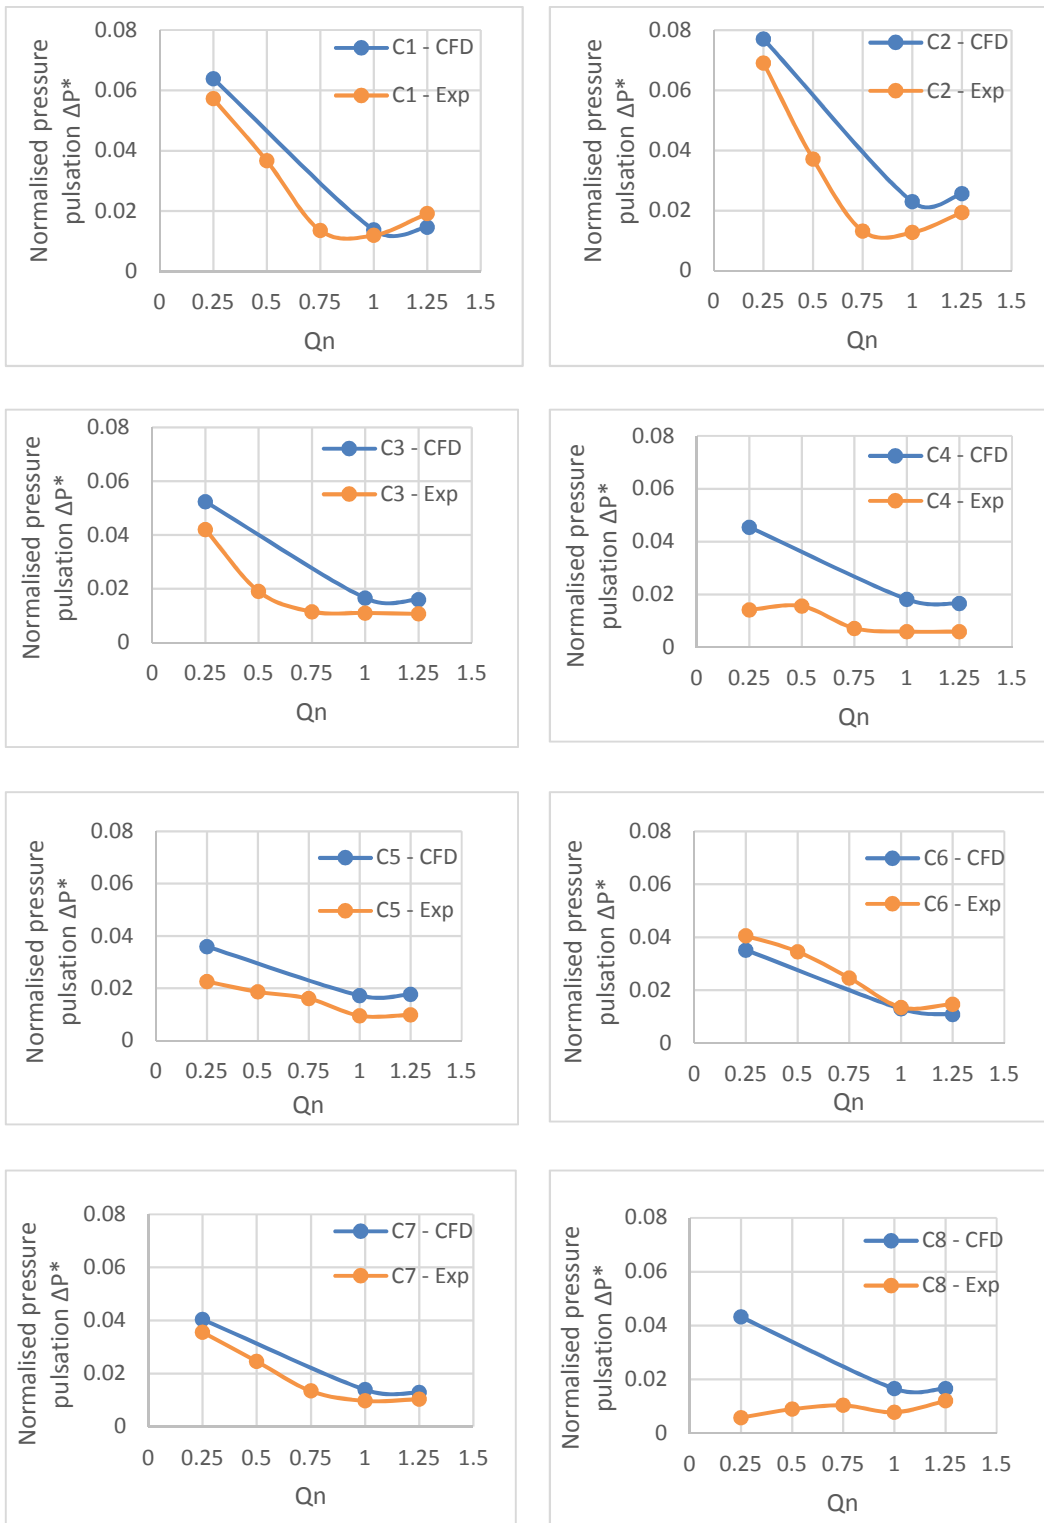 0.08
0.06
0.04
0.02
0
0 0.25 0.5 0.75 1 1.25 1.5
Qn
Normalised pressure
pulsation ΔP*
C1 - CFD
C1 - Exp
0.08
0.06
0.04
0.02
0
0 0.25 0.5 0.75 1 1.25 1.5
Qn
Normalised pressure
pulsation ΔP*
C2 - CFD
C2 - Exp
0.08
0.06
0.04
0.02
0
0 0.25 0.5 0.75 1 1.25 1.5
Qn
Normalised pressure
pulsation ΔP*
C3 - CFD
C3 - Exp
0.08
0.06
0.04
0.02
0
0 0.25 0.5 0.75 1 1.25 1.5
Qn
Normalised pressure
pulsation ΔP*
C4 - CFD
C4 - Exp
0.08
0.06
0.04
0.02
0
0 0.25 0.5 0.75 1 1.25 1.5
Qn
Normalised pressure
pulsation ΔP*
C5 - CFD
C5 - Exp
0.08
0.06
0.04
0.02
0
0 0.25 0.5 0.75 1 1.25 1.5
Qn
Normalised pressure
pulsation ΔP*
C6 - CFD
C6 - Exp
0.08
0.06
0.04
0.02
0
0 0.25 0.5 0.75 1 1.25 1.5
Qn
Normalised pressure
pulsation ΔP*
C7 - CFD
C7 - Exp
0.08
0.06
0.04
0.02
0
0 0.25 0.5 0.75 1 1.25 1.5
Qn
Normalised pressure
pulsation ΔP*
C8 - CFD
C8 - Exp